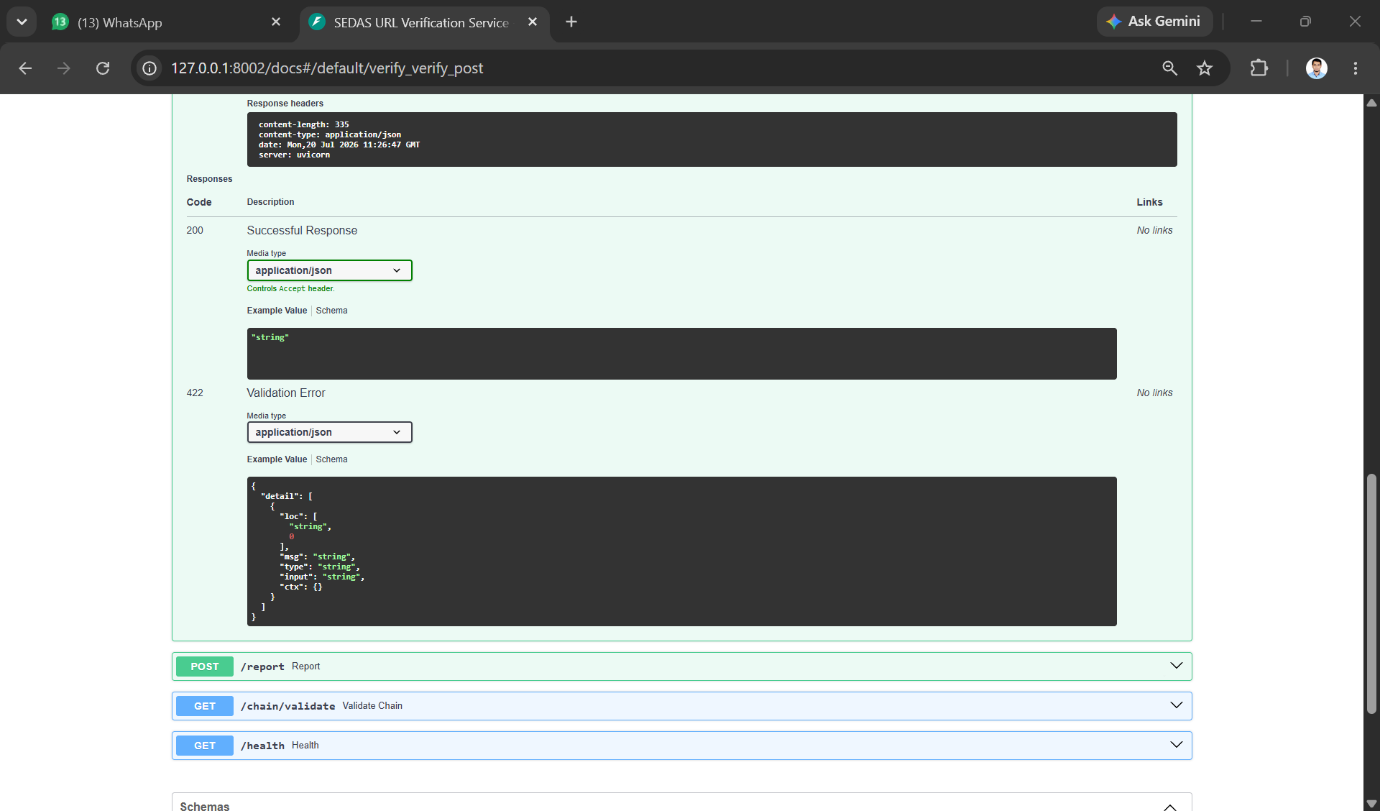 13
(13) WhatsApp
SEDAS URL Verification Service
Ask Gemini
127.0.0.1:8002/docs#/default/verify_verify_post
Response headers
content-length: 335
content-type: application/json
date: Mon,20 Jul 2026 11:26:47 GMT
server: uvicorn
Responses
Code Description Links
200 Successful Response No links
Media type
application/json
Controls Accept header.
Example Value Schema
"string"
422 Validation Error No links
Media type
application/json
Example Value Schema
{
"detail": [
{
"loc": [
"string",
0
],
"msg": "string",
"type": "string",
"input": "string",
"ctx": {}
}
]
}
POST /report Report
GET /chain/validate Validate Chain
GET /health Health
Schemas